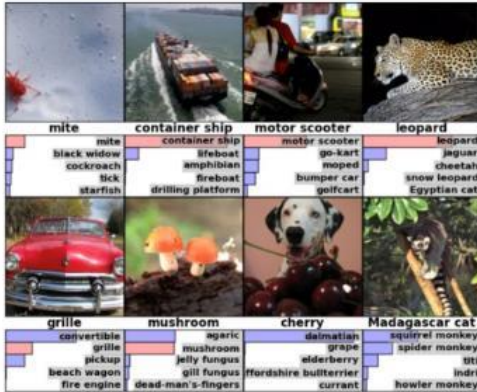 mite container ship motor scooter leopard
mite container ship motor scooter leopard
black widow lifeboat go-kart jaguar
cockroach amphibian moped cheetah
tick fireboat bumper car snow leopard
starfish drilling platform golfcart Egyptian cat
grille mushroom cherry Madagascar cat
convertible agaric dalmatian squirrel monkey
grille mushroom grape spider monkey
pickup jelly fungus elderberry titi
beach wagon gill fungus ffordshire bullterrier indri
fire engine dead-man's-fingers currant howler monkey